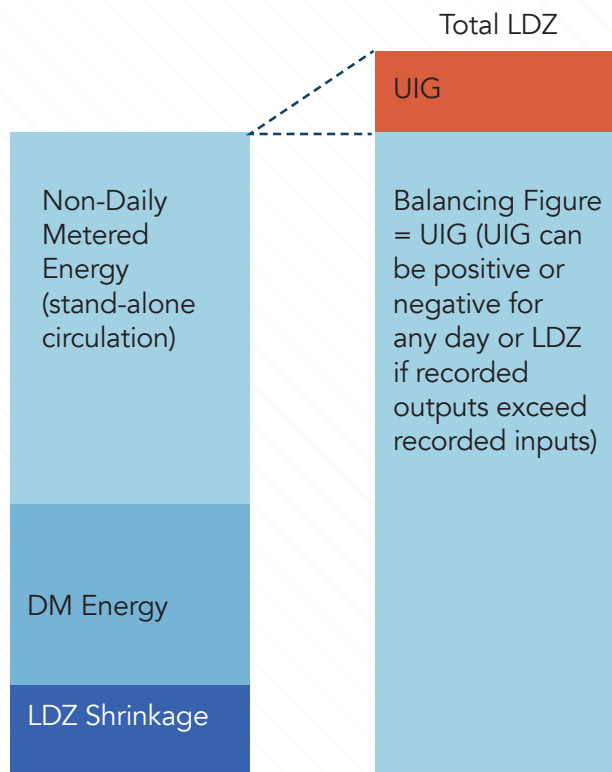 Total LDZ
UIG
Non-Daily
Metered
Energy
(stand-alone
circulation)
Balancing Figure
= UIG (UIG can
be positive or
negative for
any day or LDZ
if recorded
outputs exceed
recorded inputs)
DM Energy
LDZ Shrinkage